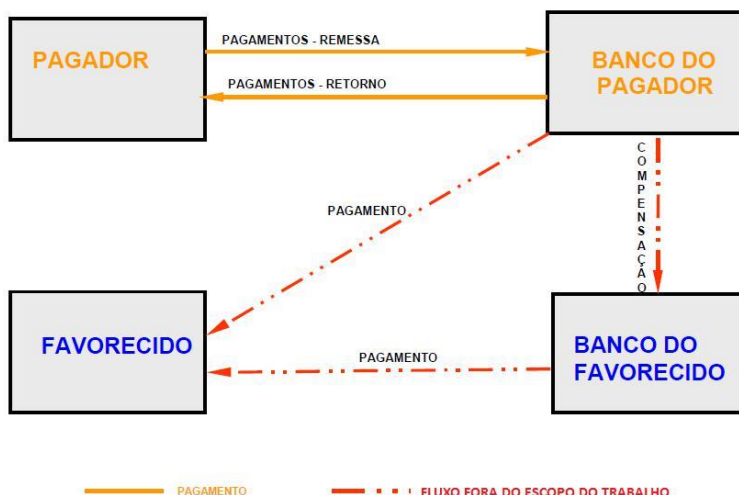 PAGADOR
PAGAMENTOS - REMESSA
PAGAMENTOS - RETORNO
BANCO DO
PAGADOR
COMPENSAÇÃO
PAGAMENTO
FAVORECIDO
PAGAMENTO
BANCO DO
FAVORECIDO
PAGAMENTO
FLUXO FORA DO ESCOPO DO TRABALHO